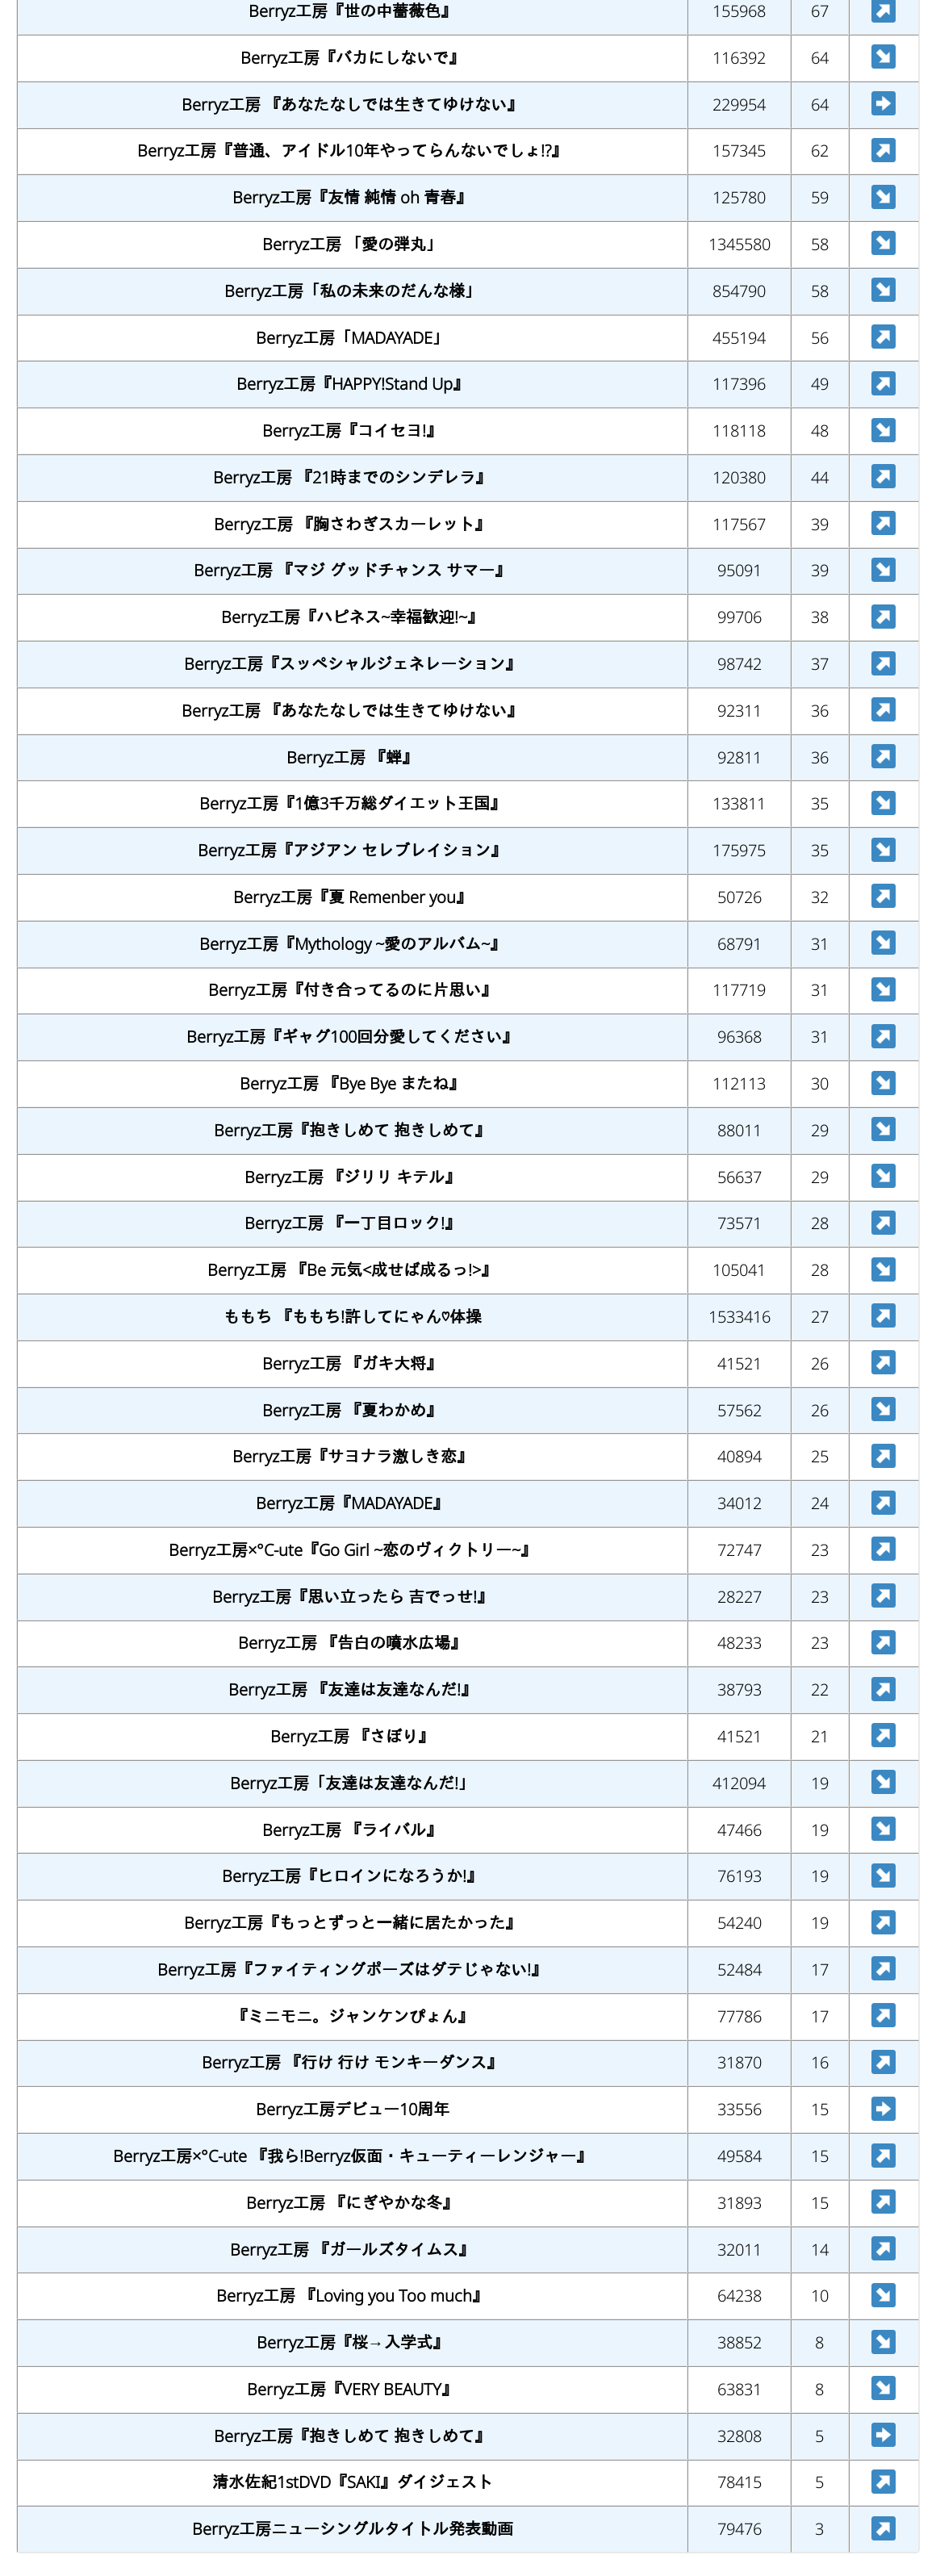 Berryz工房『世の中薔薇色』 155968 67 ↗
Berryz工房『バカにしないで』 116392 64 ↘
Berryz工房 『あなたなしでは生きてゆけない』 229954 64 ➡
Berryz工房『普通、アイドル10年やってらんないでしょ!?』 157345 62 ↗
Berryz工房『友情 純情 oh 青春』 125780 59 ↘
Berryz工房 「愛の弾丸」 1345580 58 ↘
Berryz工房「私の未来のだんな様」 854790 58 ↘
Berryz工房「MADAYADE」 455194 56 ↗
Berryz工房『HAPPY!Stand Up』 117396 49 ↗
Berryz工房『コイセヨ!』 118118 48 ↘
Berryz工房 『21時までのシンデレラ』 120380 44 ↗
Berryz工房 『胸さわぎスカーレット』 117567 39 ↗
Berryz工房 『マジ グッドチャンス サマー』 95091 39 ↘
Berryz工房『ハピネス~幸福歓迎!~』 99706 38 ↗
Berryz工房『スッペシャルジェネレーション』 98742 37 ↗
Berryz工房 『あなたなしでは生きてゆけない』 92311 36 ↗
Berryz工房 『蝉』 92811 36 ↗
Berryz工房『1億3千万総ダイエット王国』 133811 35 ↘
Berryz工房『アジアン セレブレイション』 175975 35 ↘
Berryz工房『夏 Remenber you』 50726 32 ↗
Berryz工房『Mythology ~愛のアルバム~』 68791 31 ↘
Berryz工房『付き合ってるのに片思い』 117719 31 ↘
Berryz工房『ギャグ100回分愛してください』 96368 31 ↗
Berryz工房 『Bye Bye またね』 112113 30 ↘
Berryz工房『抱きしめて 抱きしめて』 88011 29 ↘
Berryz工房 『ジリリ キテル』 56637 29 ↘
Berryz工房 『一丁目ロック!』 73571 28 ↗
Berryz工房 『Be 元気<成せば成るっ!>』 105041 28 ↘
ももち 『ももち!許してにゃん♡体操 1533416 27 ↗
Berryz工房 『ガキ大将』 41521 26 ↗
Berryz工房 『夏わかめ』 57562 26 ↘
Berryz工房『サヨナラ激しき恋』 40894 25 ↗
Berryz工房『MADAYADE』 34012 24 ↗
Berryz工房×°C-ute『Go Girl ~恋のヴィクトリー~』 72747 23 ↗
Berryz工房『思い立ったら 吉でっせ!』 28227 23 ↗
Berryz工房 『告白の噴水広場』 48233 23 ↗
Berryz工房 『友達は友達なんだ!』 38793 22 ↗
Berryz工房 『さぼり』 41521 21 ↗
Berryz工房「友達は友達なんだ!」 412094 19 ↘
Berryz工房 『ライバル』 47466 19 ↘
Berryz工房『ヒロインになろうか!』 76193 19 ↘
Berryz工房『もっとずっと一緒に居たかった』 54240 19 ↗
Berryz工房『ファイティングポーズはダテじゃない!』 52484 17 ↗
『ミニモニ。ジャンケンぴょん』 77786 17 ↗
Berryz工房 『行け 行け モンキーダンス』 31870 16 ↗
Berryz工房デビュー10周年 33556 15 ➡
Berryz工房×°C-ute 『我ら!Berryz仮面・キューティーレンジャー』 49584 15 ↗
Berryz工房 『にぎやかな冬』 31893 15 ↗
Berryz工房 『ガールズタイムス』 32011 14 ↗
Berryz工房 『Loving you Too much』 64238 10 ↘
Berryz工房『桜→入学式』 38852 8 ↘
Berryz工房『VERY BEAUTY』 63831 8 ↘
Berryz工房『抱きしめて 抱きしめて』 32808 5 ➡
清水佐紀1stDVD『SAKI』ダイジェスト 78415 5 ↗
Berryz工房ニューシングルタイトル発表動画 79476 3 ↗